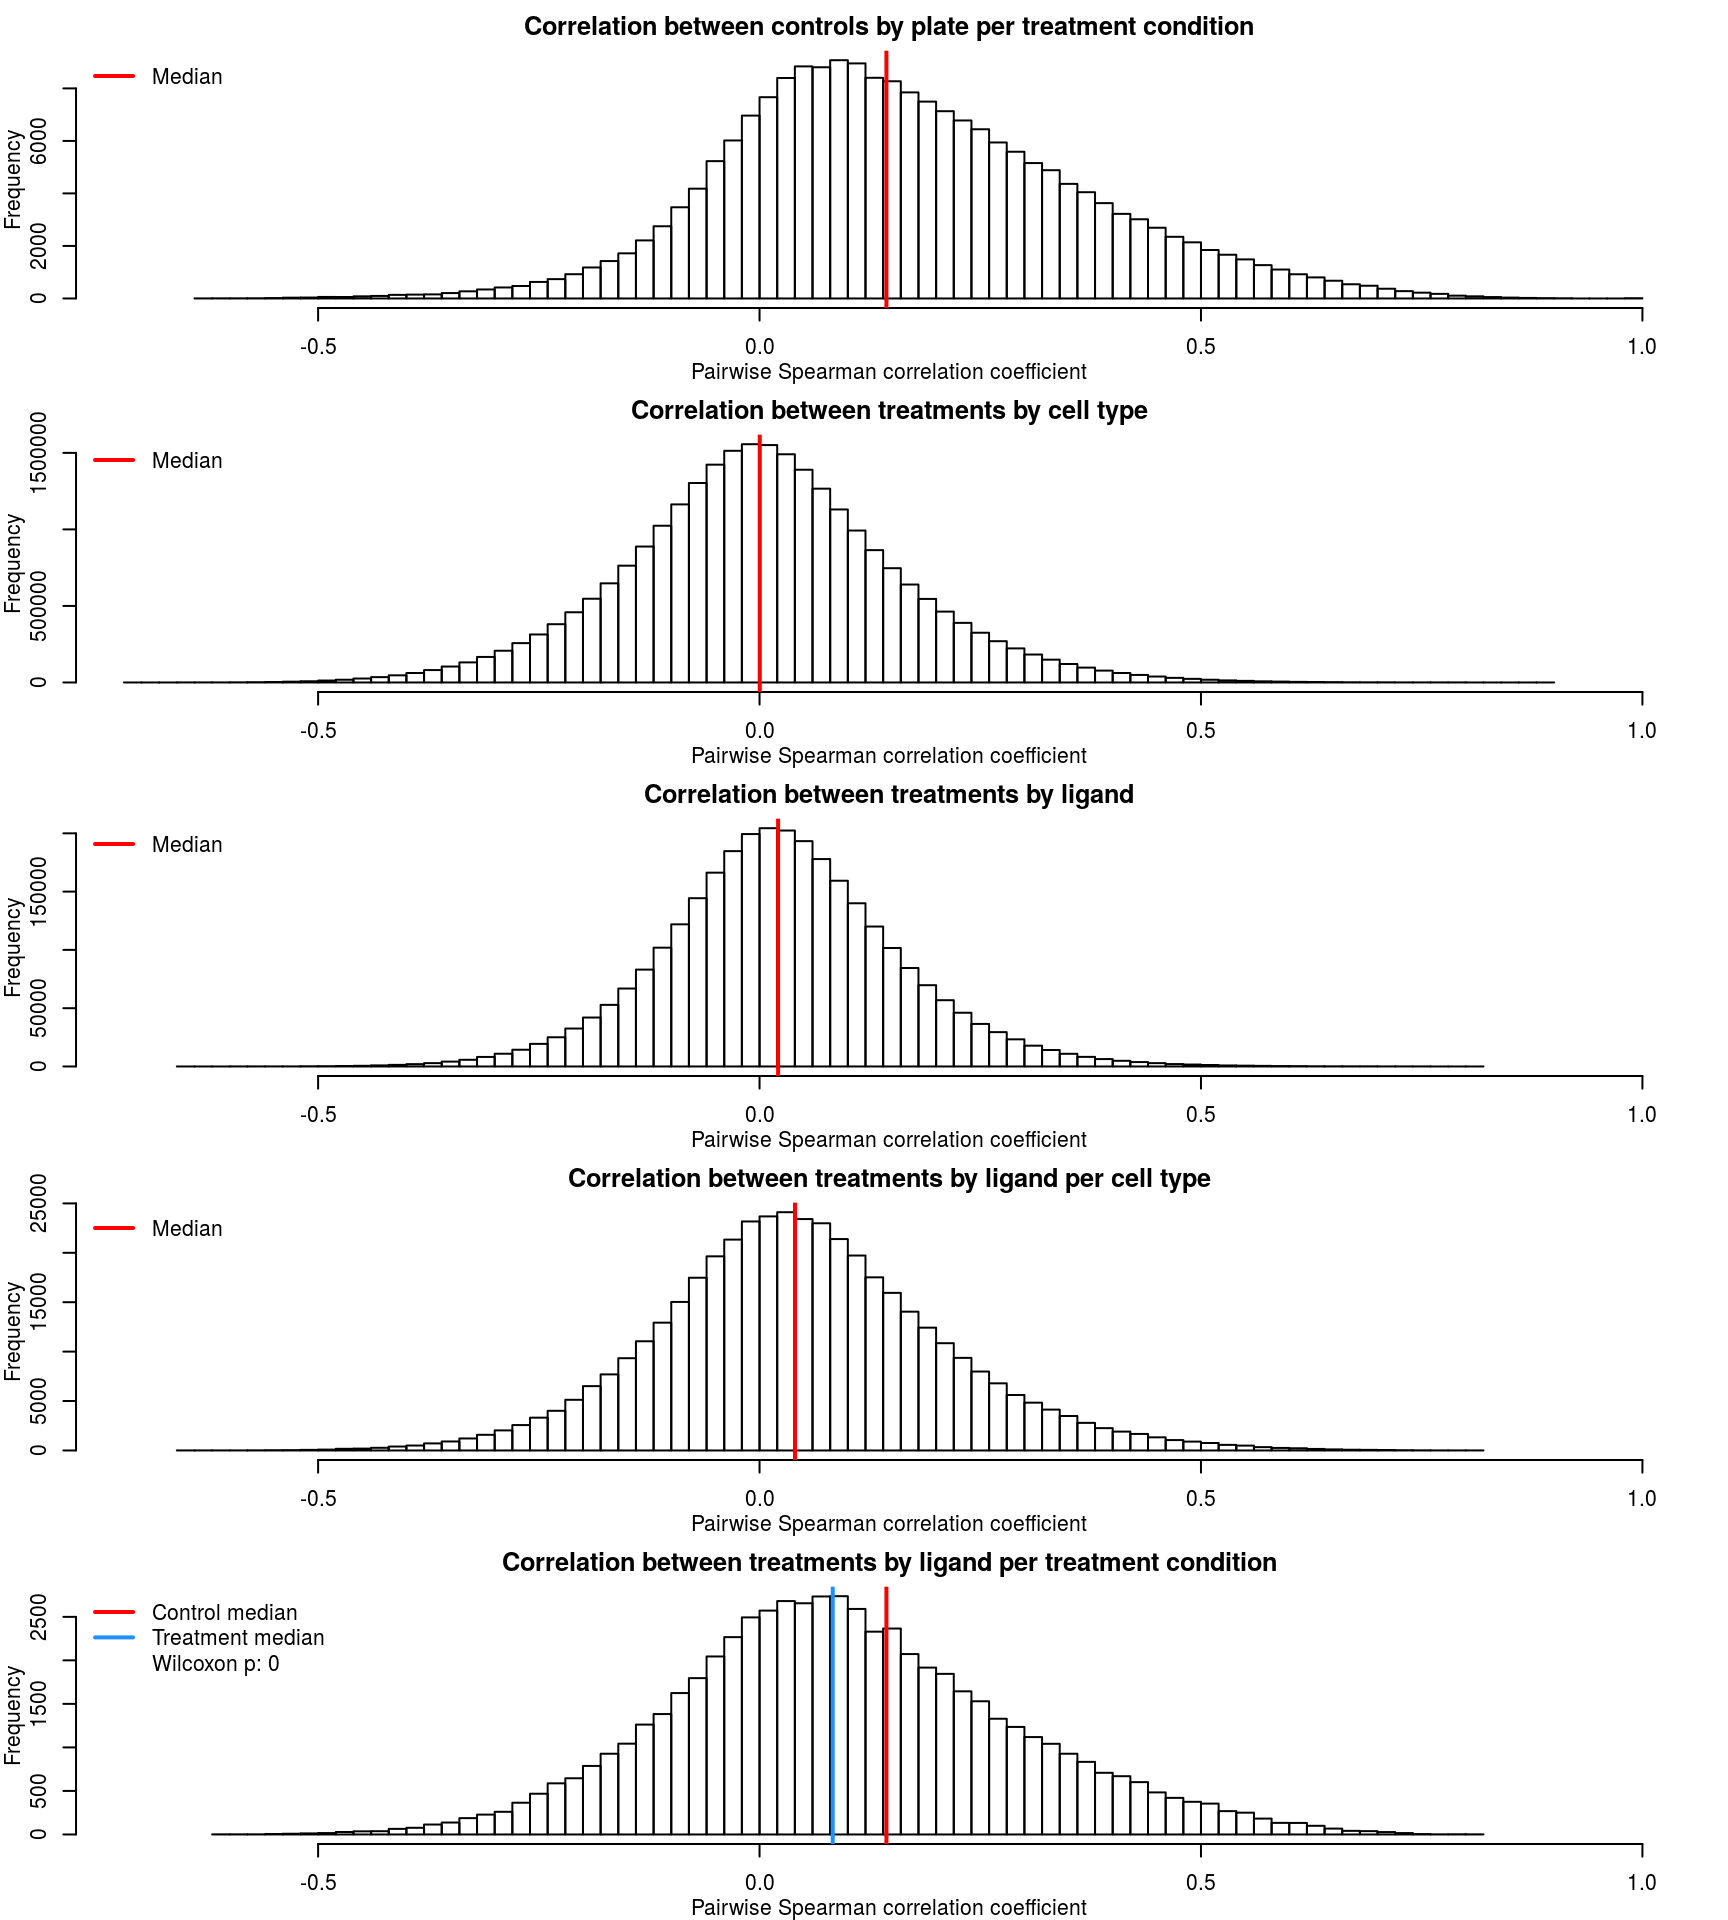 Correlation between controls by plate per treatment condition
Median
Frequency
0
2000
6000
-0.5 0.0 0.5 1.0
Pairwise Spearman correlation coefficient
Correlation between treatments by cell type
Median
Frequency
0
500000
1500000
-0.5 0.0 0.5 1.0
Pairwise Spearman correlation coefficient
Correlation between treatments by ligand
Median
Frequency
0
50000
150000
-0.5 0.0 0.5 1.0
Pairwise Spearman correlation coefficient
Correlation between treatments by ligand per cell type
Median
Frequency
0
5000
15000
25000
-0.5 0.0 0.5 1.0
Pairwise Spearman correlation coefficient
Correlation between treatments by ligand per treatment condition
Control median
Treatment median
Wilcoxon p: 0
Frequency
0
500
1500
2500
-0.5 0.0 0.5 1.0
Pairwise Spearman correlation coefficient